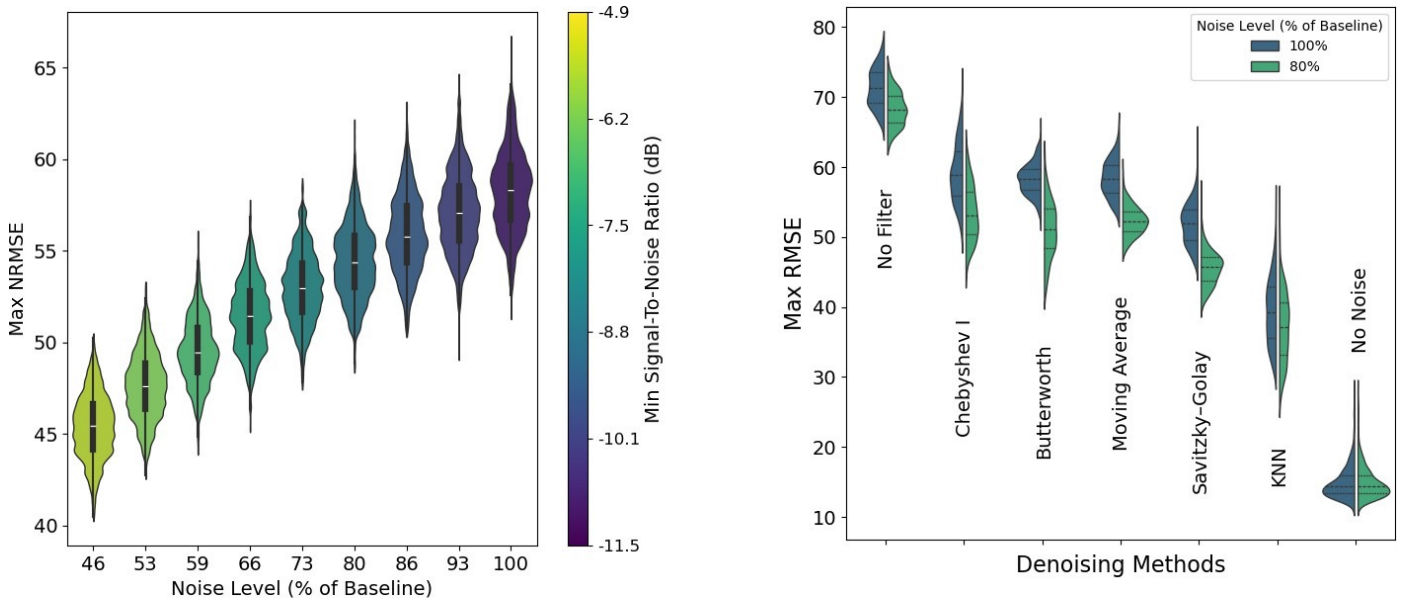 Max NRMSE
65
60
55
50
45
40
46 53 59 66 73 80 86 93 100
Noise Level (% of Baseline)
-4.9
-6.2
-7.5
-8.8
-10.1
-11.5
Min Signal-To-Noise Ratio (dB)
Max RMSE
80
70
60
50
40
30
20
10
Noise Level (% of Baseline)
100%
80%
No Filter
Chebyshev I
Butterworth
Moving Average
Savitzky–Golay
KNN
No Noise
Denoising Methods